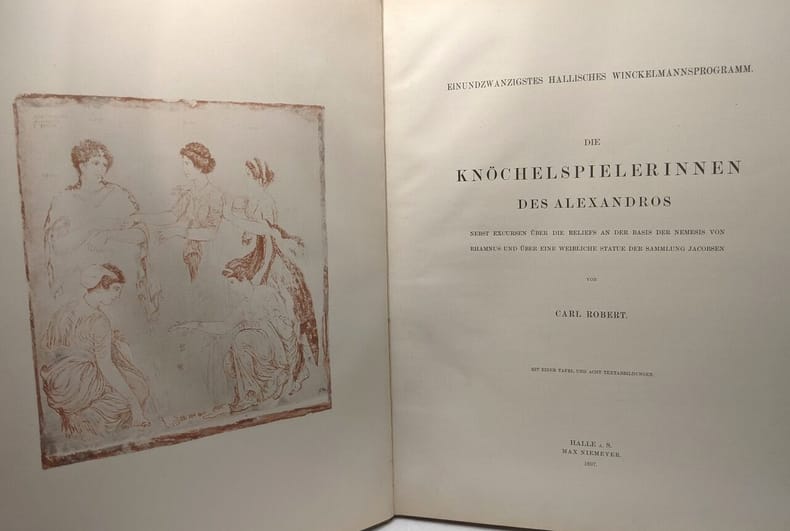 EINUNDZWANZIGSTES HALLISCHES WINCKELMANNSPROGRAMM.
DIE
KNÖCHELSPIELERINNEN
DES ALEXANDROS
NEBST EXCURSEN ÜBER DIE RELIEFS AN DER BASIS DER NEMESIS VON
RHAMNUS UND ÜBER EINE WEIBLICHE STATUE DER SAMMLUNG JACOBSEN
VON
CARL ROBERT.
MIT EINER TAFEL UND ACHT TEXTABBILDUNGEN.
HALLE A. S.
MAX NIEMEYER.
1897.